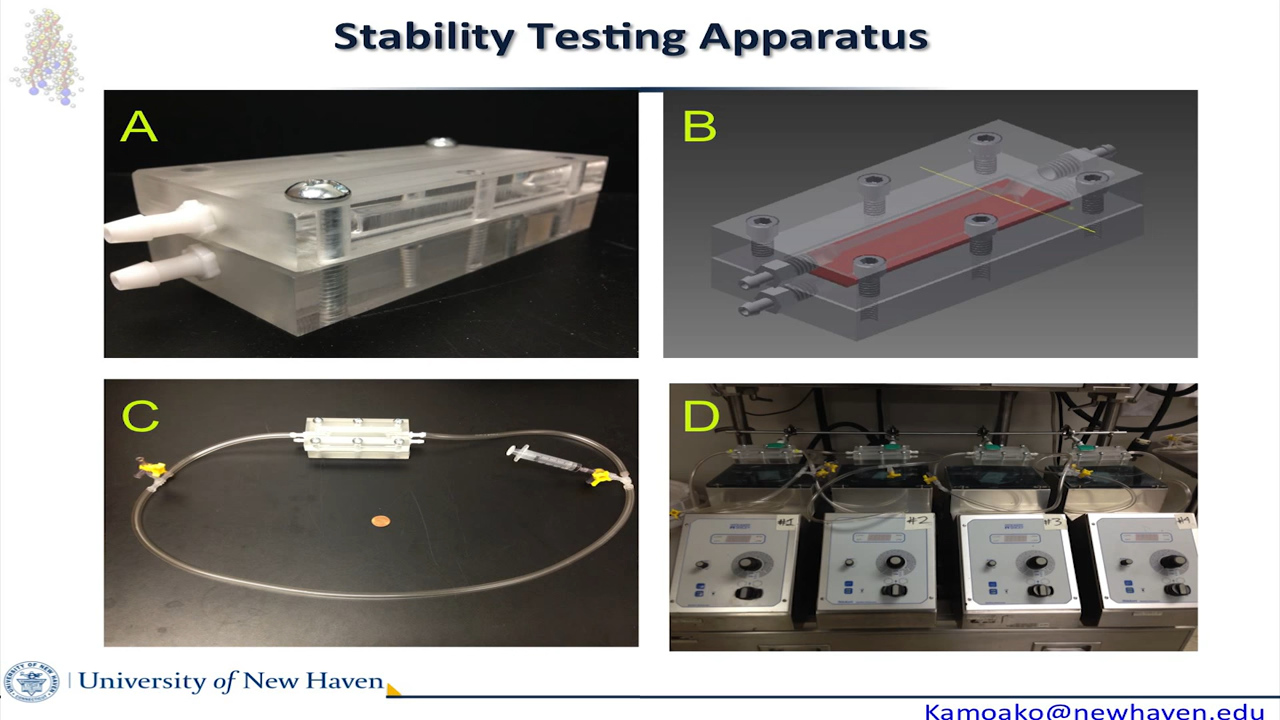 Stability Testing Apparatus
A
B
C
D
#1
#2
#3
#4
University of New Haven
Kamoako@newhaven.edu